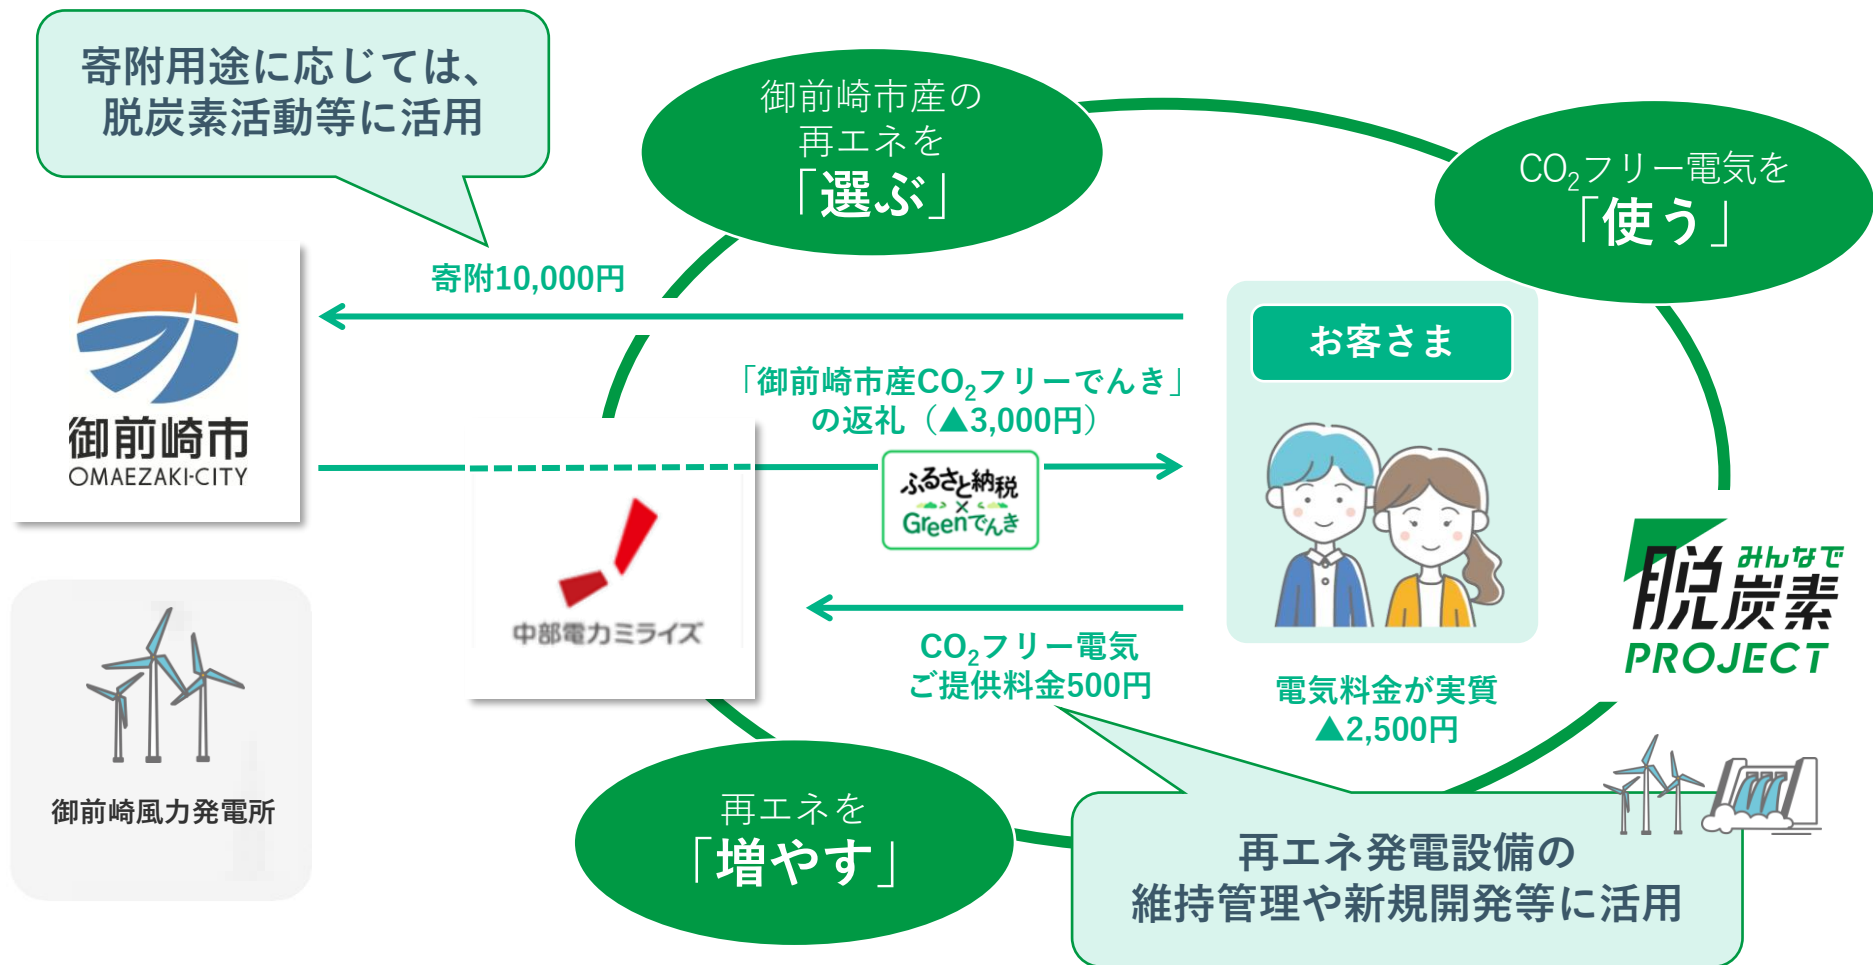 寄附用途に応じては、
脱炭素活動等に活用
御前崎市産の
再エネを
「選ぶ」
CO₂フリー電気を
「使う」
寄附10,000円
御前崎市
OMAEZAKI-CITY
お客さま
「御前崎市産CO₂フリーでんき」
の返礼（▲3,000円）
ふるさと納税
×
Greenでんき
中部電力ミライズ
CO₂フリー電気
ご提供料金500円
電気料金が実質
▲2,500円
みんなで
脱炭素
PROJECT
御前崎風力発電所
再エネを
「増やす」
再エネ発電設備の
維持管理や新規開発等に活用